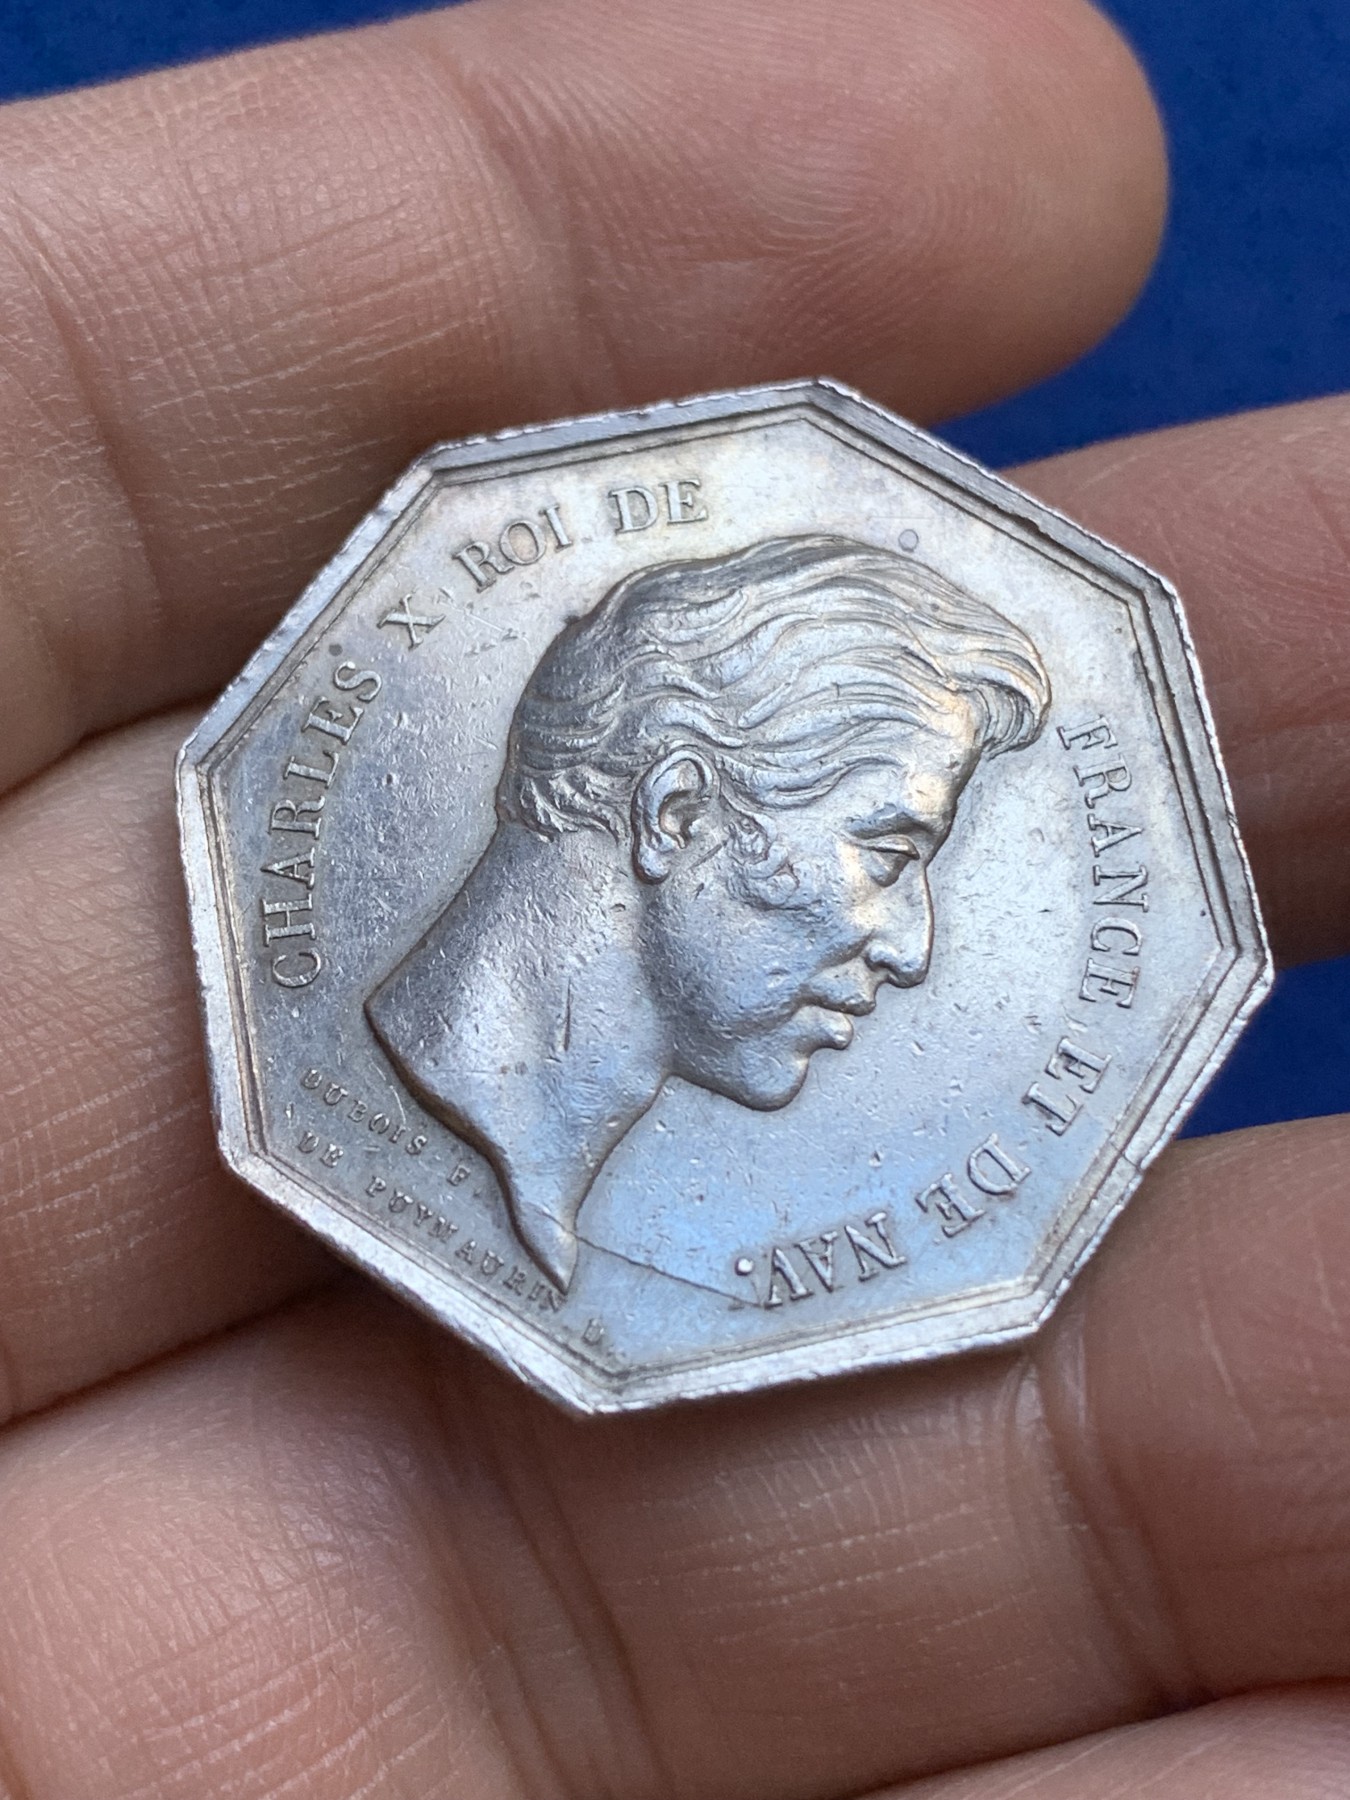 CHARLES X ROI DE FRANCE ET DE NAV.
DUBOIS F.
DE PUYMAURIN D.